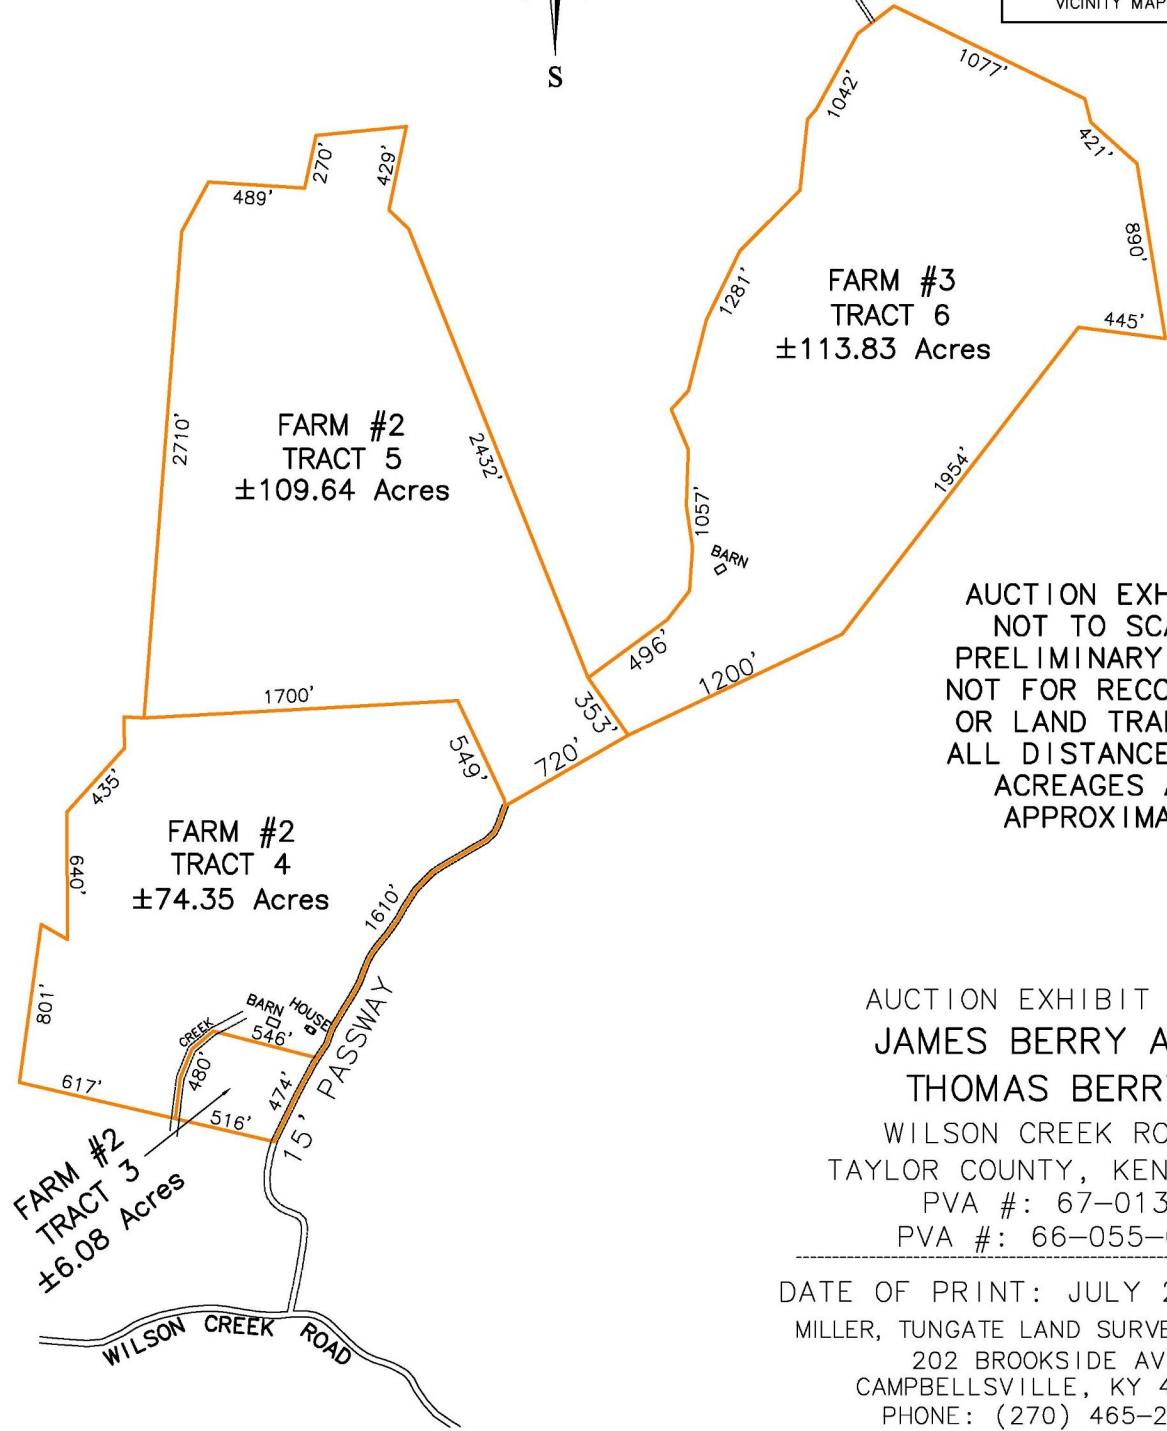 VICINITY MAP
S
1077'
1042'
421'
270'
429'
489'
890'
1281'
FARM #3
TRACT 6
±113.83 Acres
445'
2710'
FARM #2
TRACT 5
±109.64 Acres
2432'
1954'
1057'
BARN
496'
1200'
353'
1700'
549'
720'
435'
FARM #2
TRACT 4
±74.35 Acres
640'
1610'
801'
CREEK
BARN
HOUSE
546'
480'
474'
15' PASSWAY
617'
516'
FARM #2
TRACT 3
±6.08 Acres
WILSON CREEK ROAD
AUCTION EXH
NOT TO SCA
PRELIMINARY
NOT FOR RECO
OR LAND TRA
ALL DISTANCE
ACREAGES A
APPROXIMA
AUCTION EXHIBIT
JAMES BERRY A
THOMAS BERR
WILSON CREEK RO
TAYLOR COUNTY, KEN
PVA #: 67-013
PVA #: 66-055-
DATE OF PRINT: JULY 2
MILLER, TUNGATE LAND SURVE
202 BROOKSIDE AV
CAMPBELLSVILLE, KY 4
PHONE: (270) 465-2